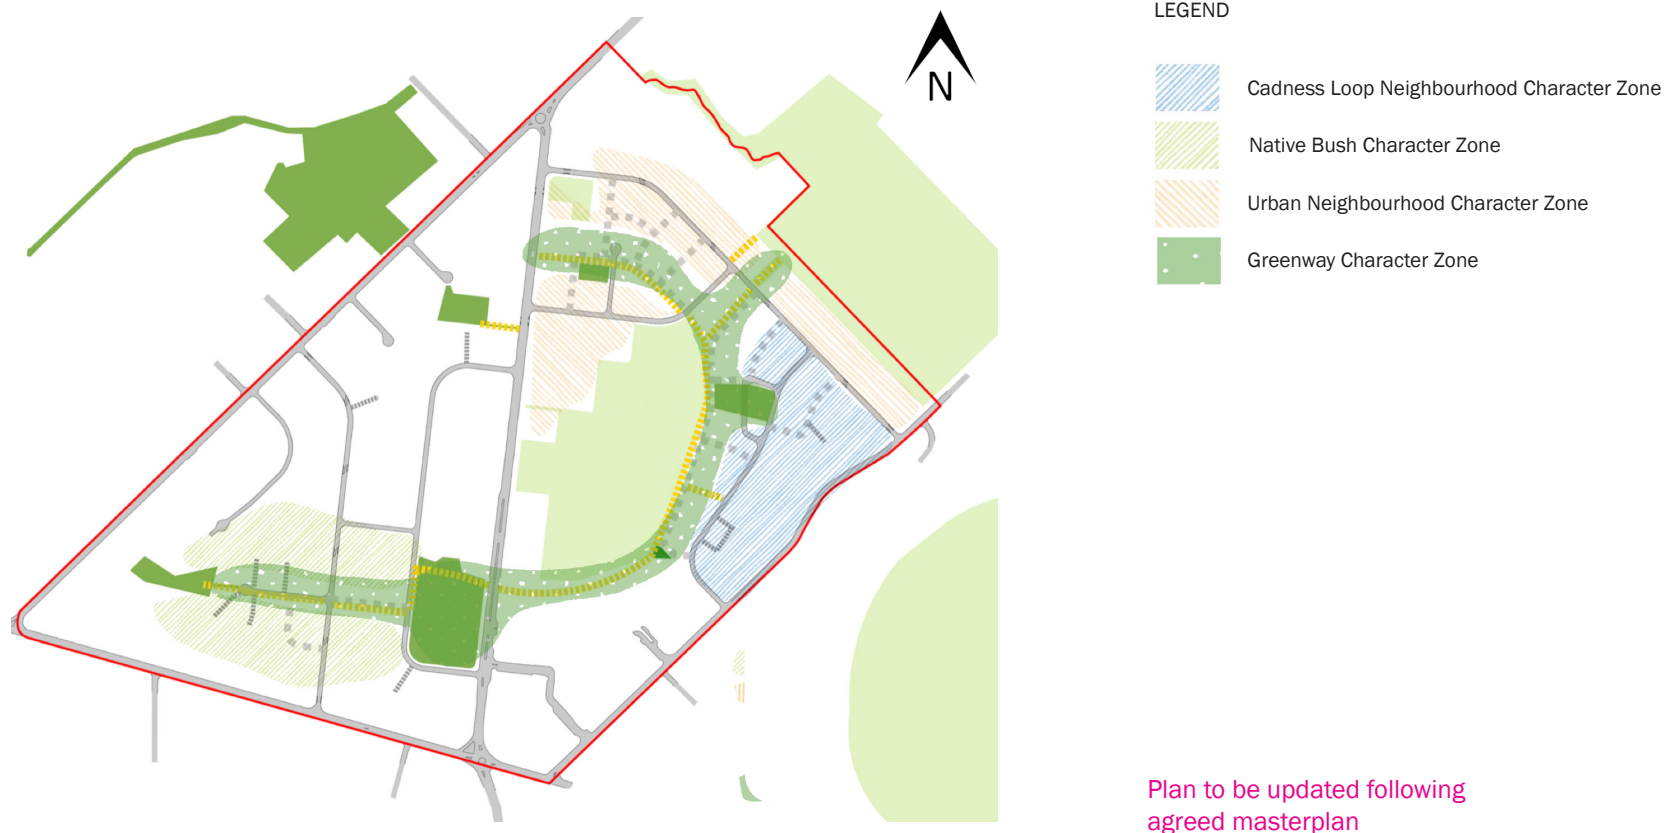 LEGEND
N
Cadness Loop Neighbourhood Character Zone
Native Bush Character Zone
Urban Neighbourhood Character Zone
Greenway Character Zone
Plan to be updated following
agreed masterplan